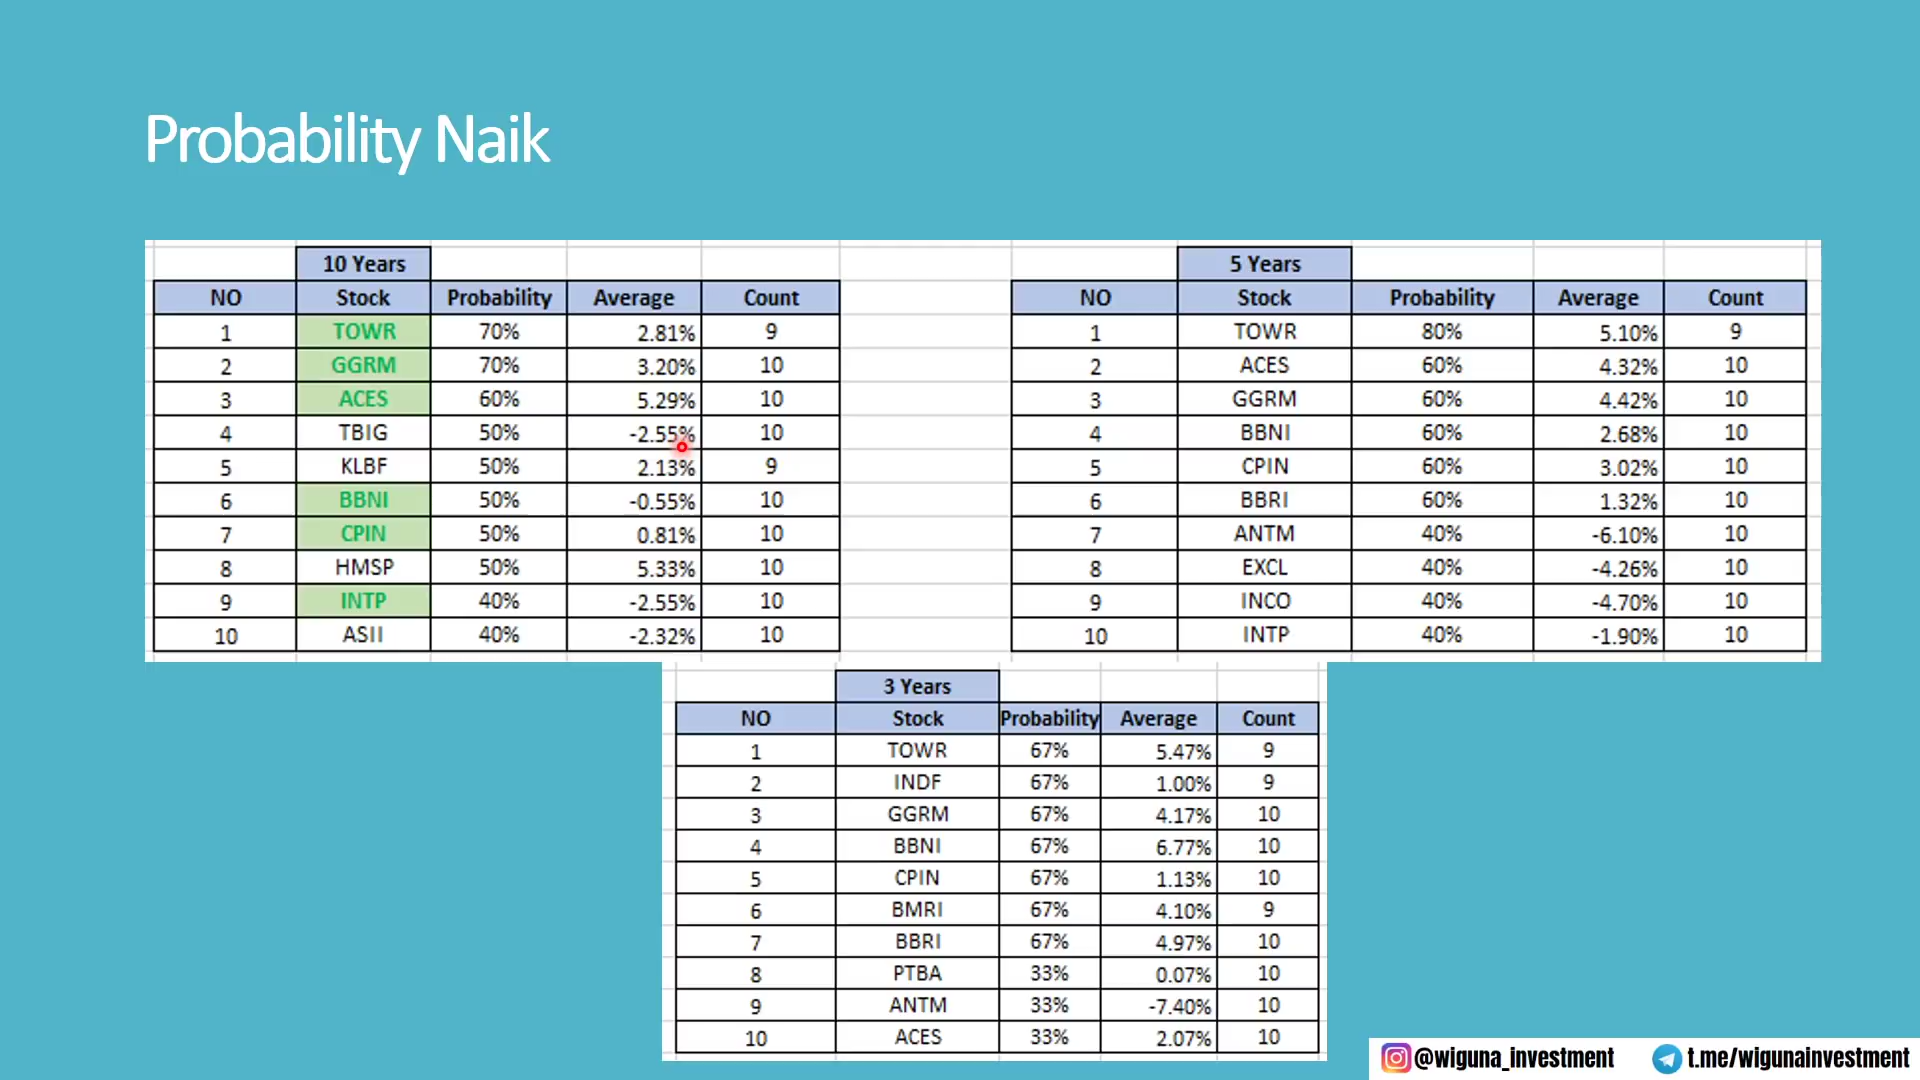 Probability Naik
10 Years
NO Stock Probability Average Count
1 TOWR 70% 2.81% 9
2 GGRM 70% 3.20% 10
3 ACES 60% 5.29% 10
4 TBIG 50% -2.55% 10
5 KLBF 50% 2.13% 9
6 BBNI 50% -0.55% 10
7 CPIN 50% 0.81% 10
8 HMSP 50% 5.33% 10
9 INTP 40% -2.55% 10
10 ASII 40% -2.32% 10
5 Years
NO Stock Probability Average Count
1 TOWR 80% 5.10% 9
2 ACES 60% 4.32% 10
3 GGRM 60% 4.42% 10
4 BBNI 60% 2.68% 10
5 CPIN 60% 3.02% 10
6 BBRI 60% 1.32% 10
7 ANTM 40% -6.10% 10
8 EXCL 40% -4.26% 10
9 INCO 40% -4.70% 10
10 INTP 40% -1.90% 10
3 Years
NO Stock Probability Average Count
1 TOWR 67% 5.47% 9
2 INDF 67% 1.00% 9
3 GGRM 67% 4.17% 10
4 BBNI 67% 6.77% 10
5 CPIN 67% 1.13% 10
6 BMRI 67% 4.10% 9
7 BBRI 67% 4.97% 10
8 PTBA 33% 0.07% 10
9 ANTM 33% -7.40% 10
10 ACES 33% 2.07% 10
@wiguna_investment t.me/wigunainvestment